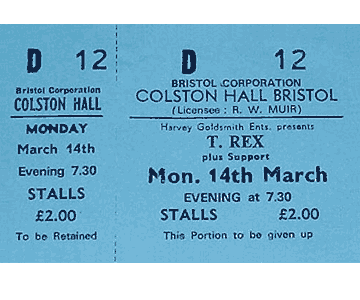 D 12
Bristol Corporation
COLSTON HALL
MONDAY
March 14th
Evening 7.30
STALLS
£2.00
To be Retained
D 12
BRISTOL CORPORATION
COLSTON HALL BRISTOL
(Licensee : R. W. MUIR)
Harvey Goldsmith Ents. presents
T. REX
plus Support
Mon. 14th March
EVENING at 7.30
STALLS £2.00
This Portion to be given up